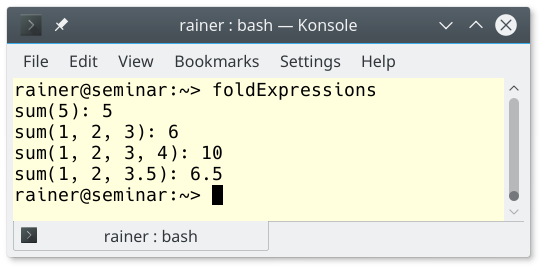 rainer : bash — Konsole
File Edit View Bookmarks Settings Help
rainer@seminar:~> foldExpressions
sum(5): 5
sum(1, 2, 3): 6
sum(1, 2, 3, 4): 10
sum(1, 2, 3.5): 6.5
rainer@seminar:~>
rainer : bash